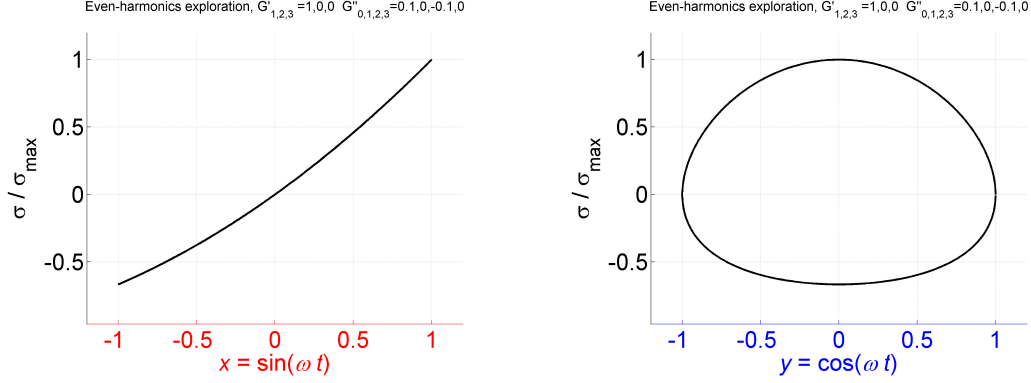 Even-harmonics exploration, G'1,2,3 =1,0,0 G''0,1,2,3=0.1,0,-0.1,0
1
0.5
0
-0.5
σ / σmax
-1 -0.5 0 0.5 1
x = sin(ω t)
Even-harmonics exploration, G'1,2,3 =1,0,0 G''0,1,2,3=0.1,0,-0.1,0
1
0.5
0
-0.5
σ / σmax
-1 -0.5 0 0.5 1
y = cos(ω t)